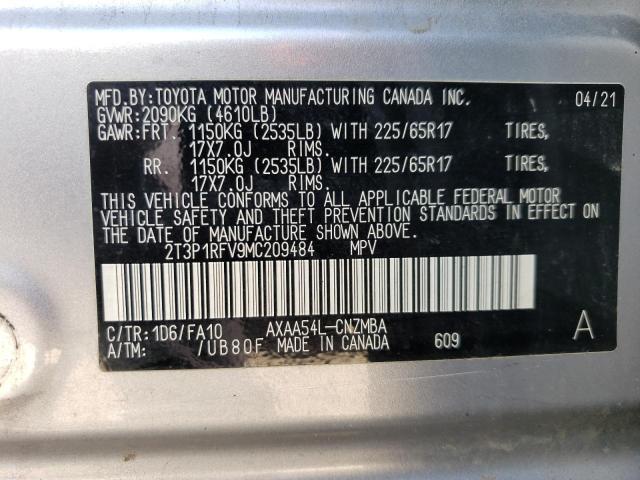 MFD.BY:TOYOTA MOTOR MANUFACTURING CANADA INC. 04/21
GVWR:2090KG (4610LB)
GAWR:FRT. 1150KG (2535LB) WITH 225/65R17 TIRES,
17X7.0J RIMS.
RR. 1150KG (2535LB) WITH 225/65R17 TIRES,
17X7.0J RIMS.
THIS VEHICLE CONFORMS TO ALL APPLICABLE FEDERAL MOTOR
VEHICLE SAFETY AND THEFT PREVENTION STANDARDS IN EFFECT ON
THE DATE OF MANUFACTURE SHOWN ABOVE.
2T3P1RFV9MC209484 MPV
C/TR:1D6/FA10 AXAA54L-CNZMBA A
A/TM: /UB80F MADE IN CANADA 609